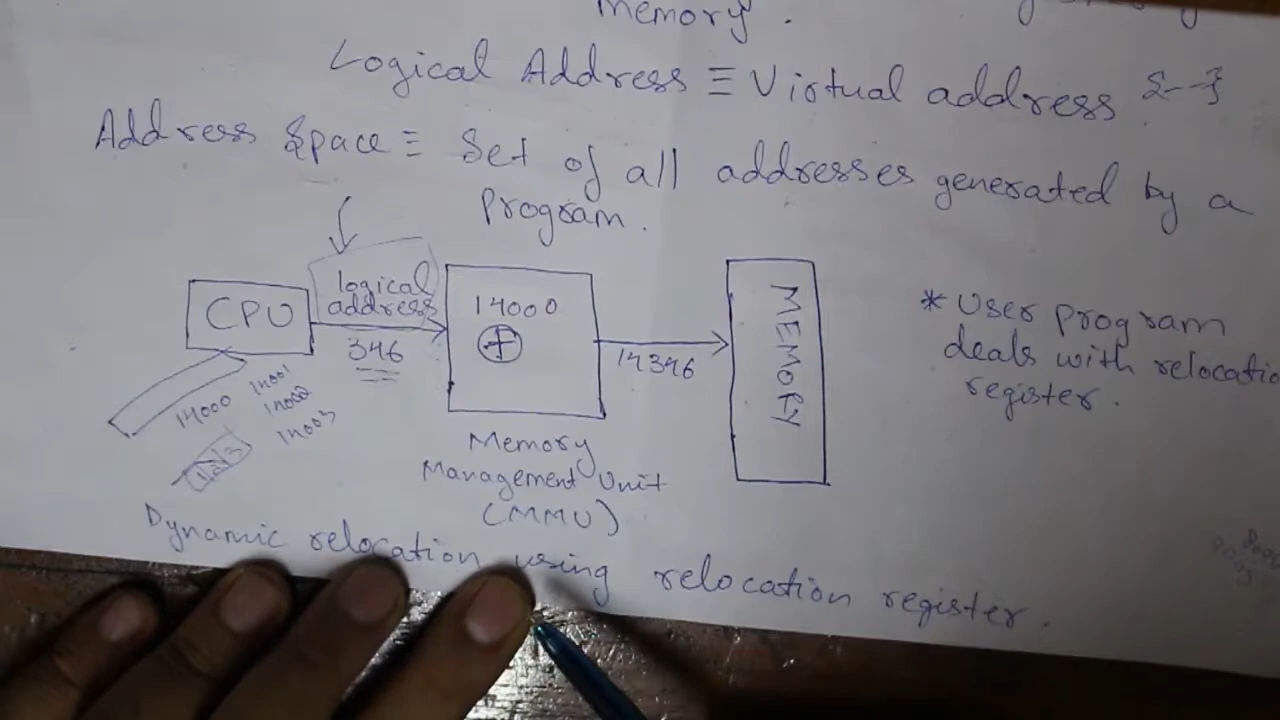 memory.
Logical Address ≡ Virtual address
Address Space ≡ Set of all addresses generated by a
program.
logical
address
CPU
346
14000
+
14346
MEMORY
* User program
deals with relocatio
register.
14000
14001
14002
14003
Memory
Management Unit
(MMU)
Dynamic relocation using relocation register.